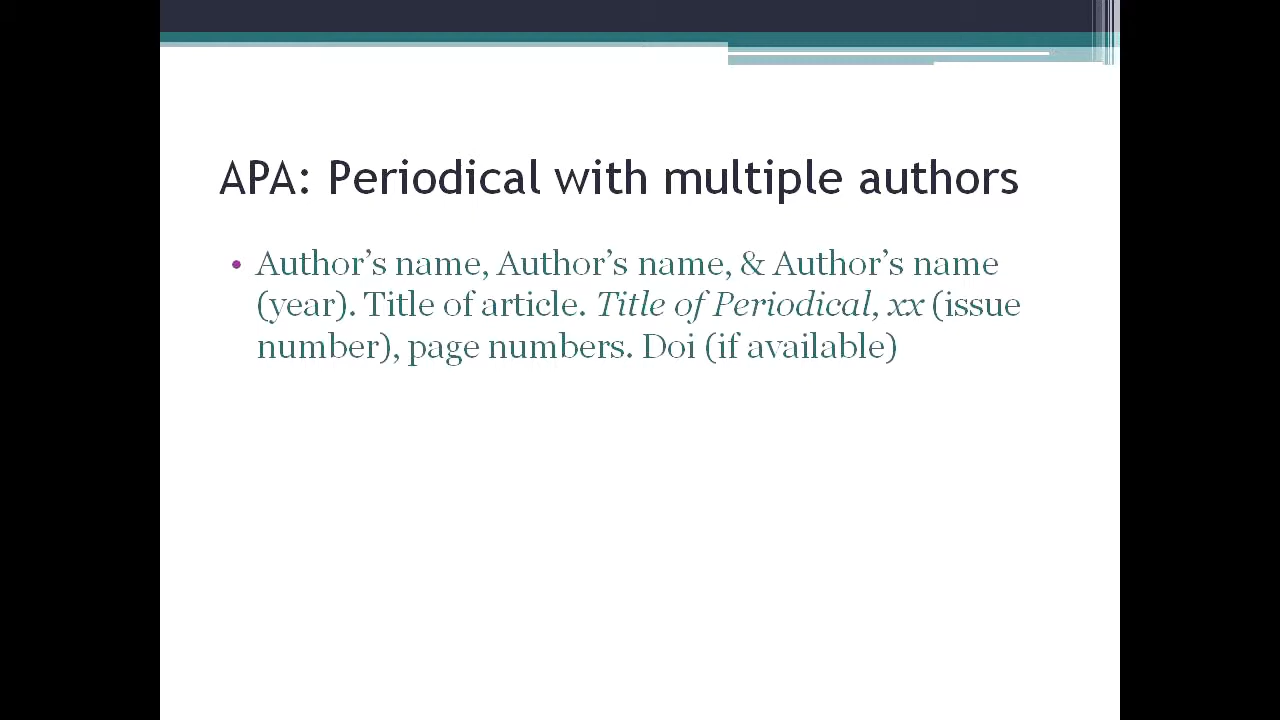 APA: Periodical with multiple authors
• Author’s name, Author’s name, & Author’s name
(year). Title of article. Title of Periodical, xx (issue
number), page numbers. Doi (if available)